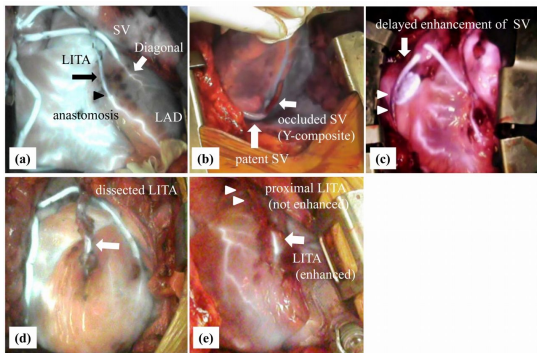 SV
Diagonal
LITA
anastomosis
LAD
(a)
occluded SV
(Y-composite)
patent SV
(b)
delayed enhancement of SV
(c)
dissected LITA
(d)
proximal LITA
(not enhanced)
LITA
(enhanced)
(e)